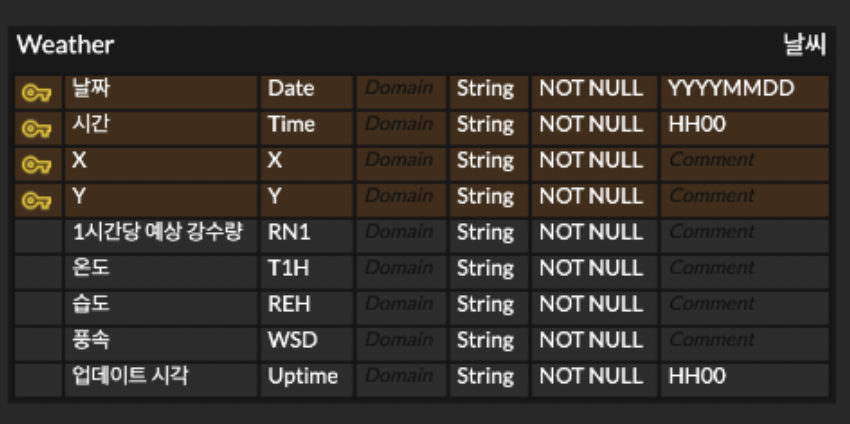 Weather 날씨
날짜 Date Domain String NOT NULL YYYYMMDD
시간 Time Domain String NOT NULL HH00
X X Domain String NOT NULL Comment
Y Y Domain String NOT NULL Comment
1시간당 예상 강수량 RN1 Domain String NOT NULL Comment
온도 T1H Domain String NOT NULL Comment
습도 REH Domain String NOT NULL Comment
풍속 WSD Domain String NOT NULL Comment
업데이트 시각 Uptime Domain String NOT NULL HH00